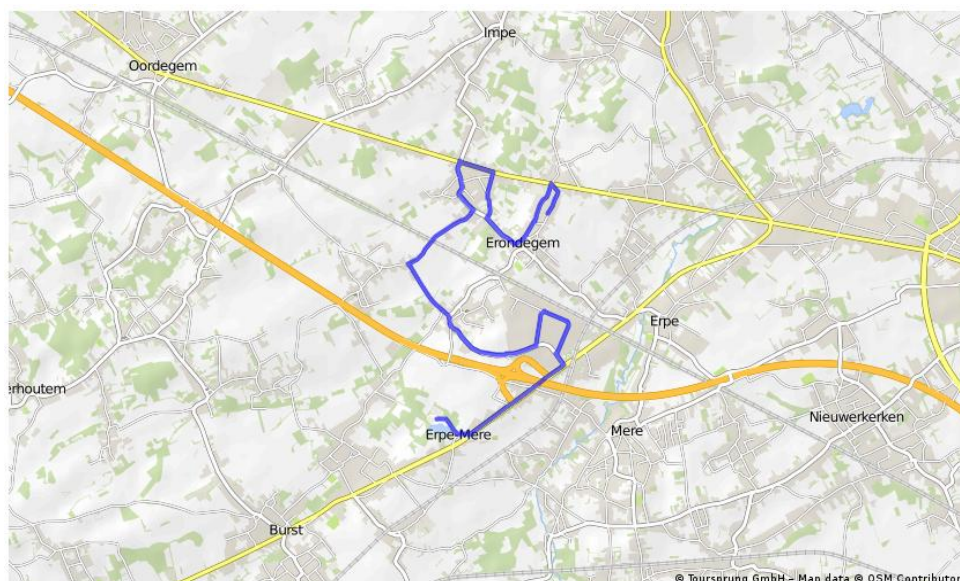 Impe
Oordegem
Erondegem
Erpe
erhoutem
Nieuwerkerken
Erpe-Mere
Mere
Burst
© Toursprung GmbH – Map data © OSM Contributor